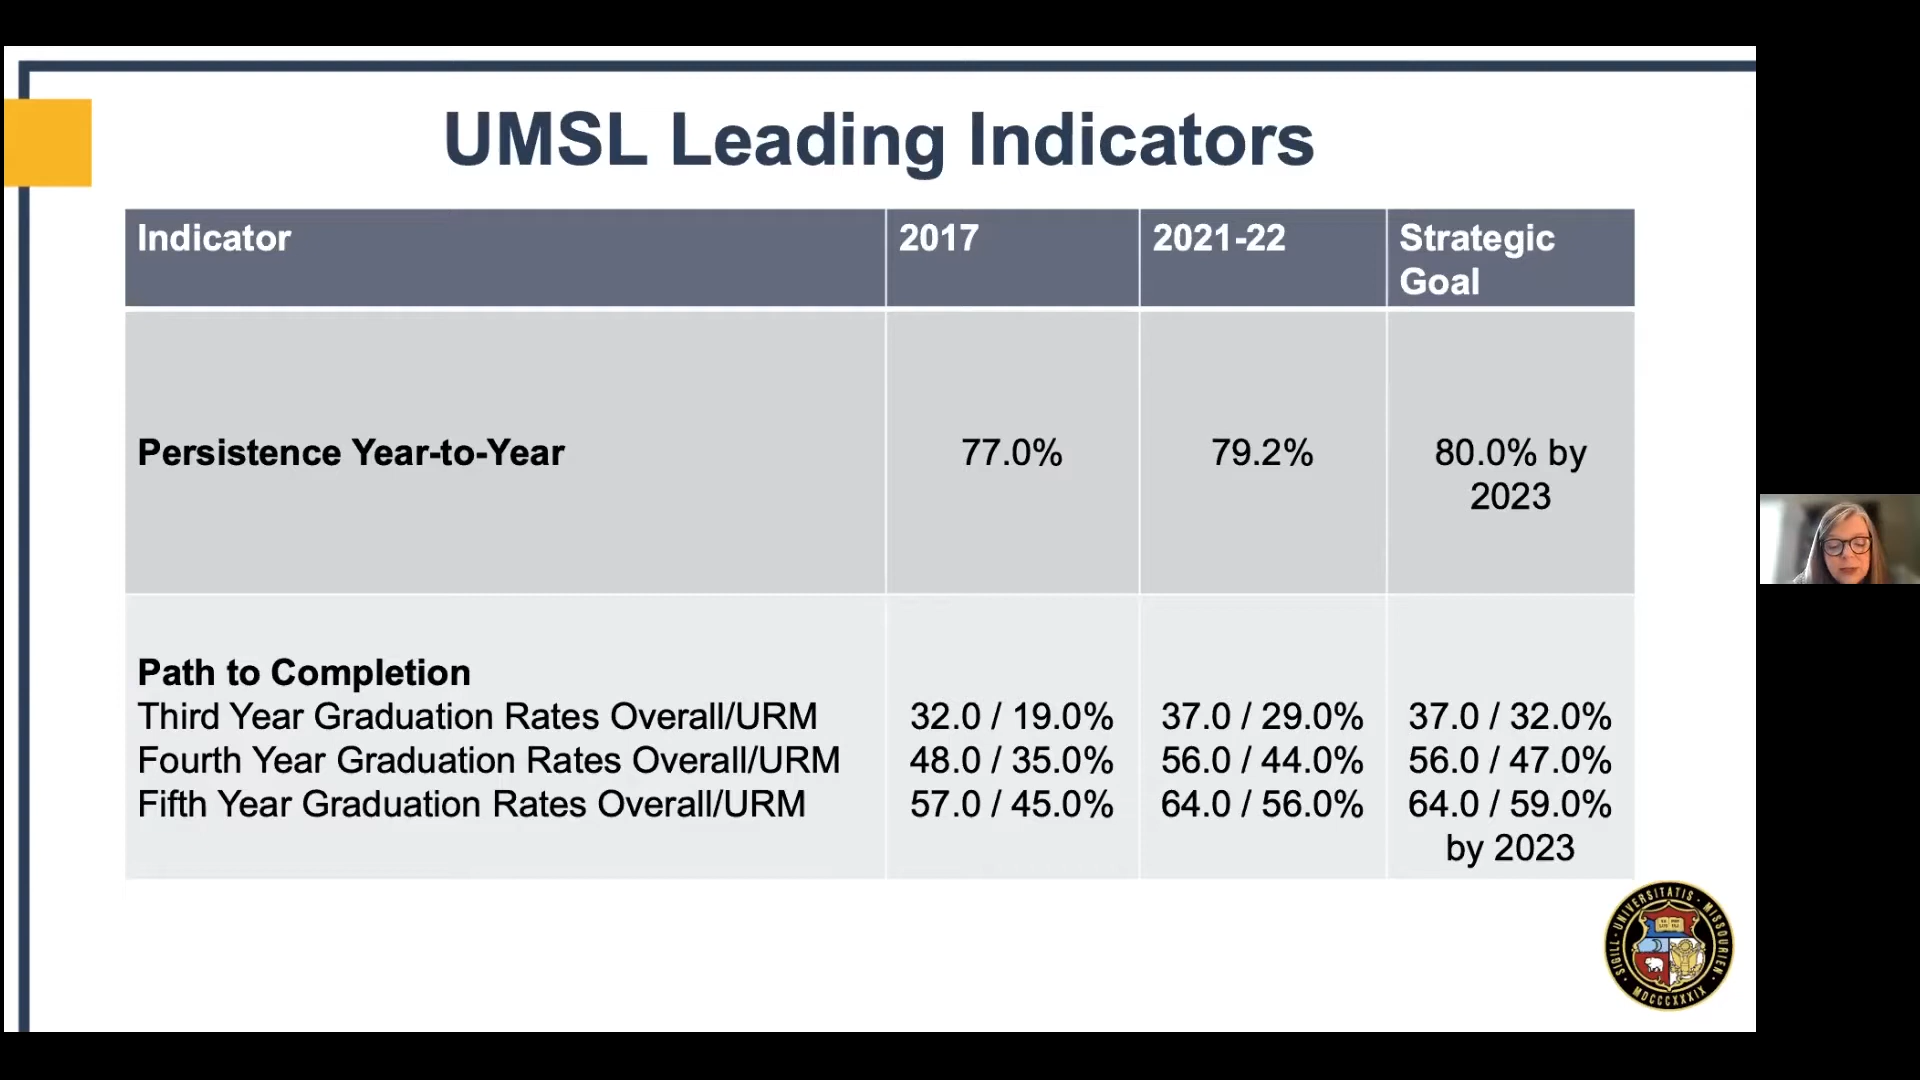 UMSL Leading Indicators
Indicator 2017 2021-22 Strategic
Goal
Persistence Year-to-Year 77.0% 79.2% 80.0% by
2023
Path to Completion
Third Year Graduation Rates Overall/URM 32.0 / 19.0% 37.0 / 29.0% 37.0 / 32.0%
Fourth Year Graduation Rates Overall/URM 48.0 / 35.0% 56.0 / 44.0% 56.0 / 47.0%
Fifth Year Graduation Rates Overall/URM 57.0 / 45.0% 64.0 / 56.0% 64.0 / 59.0%
by 2023
SIGILL · UNIVERSITATIS · MISSOURIEN ·
MDCCCXXXIX